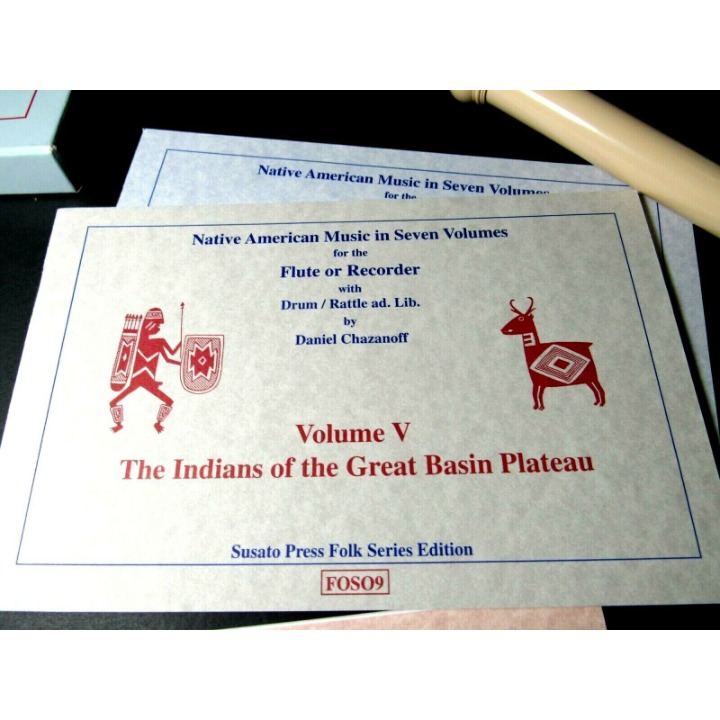 Native American Music in Seven Volumes
for the
Native American Music in Seven Volumes
for the
Flute or Recorder
with
Drum / Rattle ad. Lib.
by
Daniel Chazanoff
Volume V
The Indians of the Great Basin Plateau
Susato Press Folk Series Edition
FOSO9